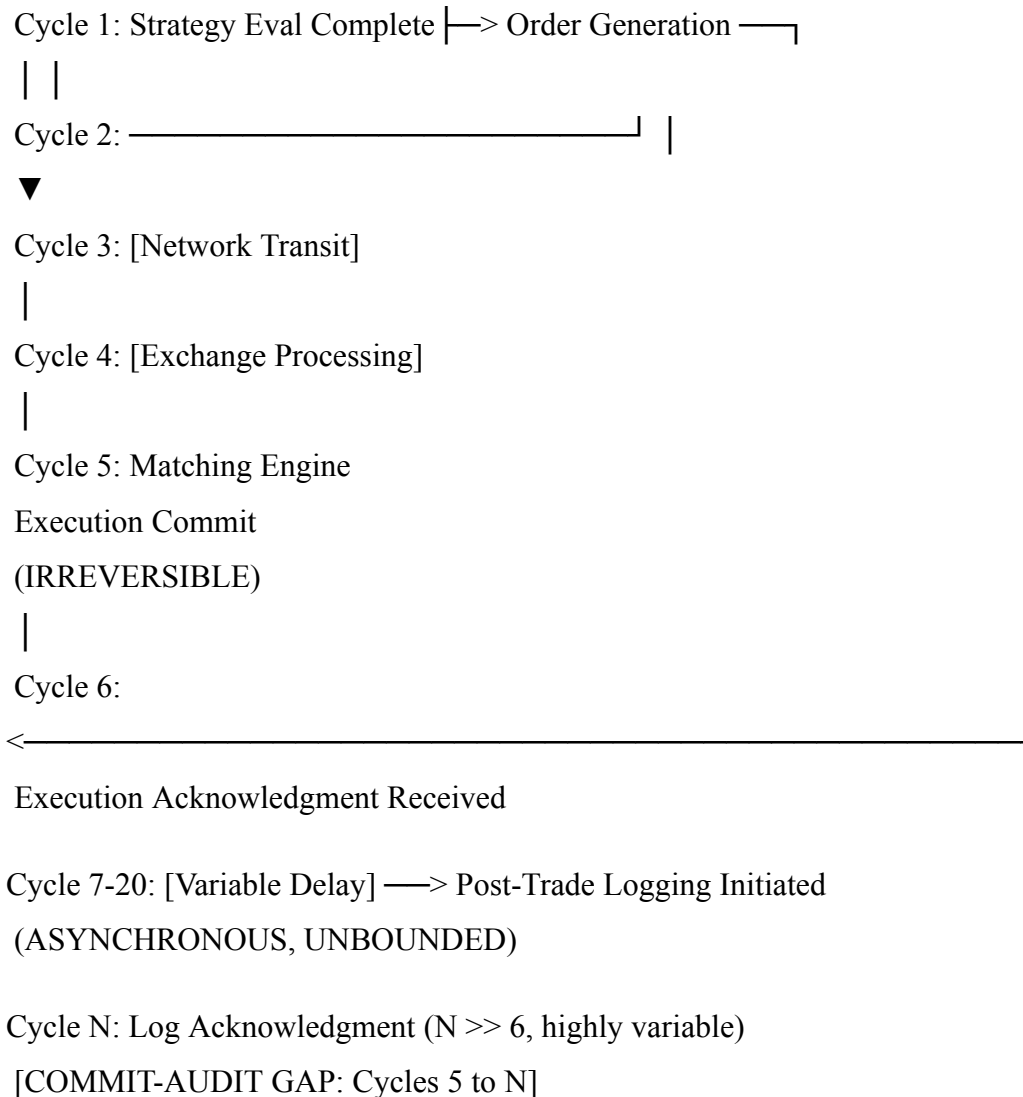 Cycle 1: Strategy Eval Complete├─> Order Generation ──┐
│ │
Cycle 2: ──────────────────────┘ │
▼
Cycle 3: [Network Transit]
│
Cycle 4: [Exchange Processing]
│
Cycle 5: Matching Engine
Execution Commit
(IRREVERSIBLE)
│
Cycle 6:
<────────────────────────────────────────────
Execution Acknowledgment Received
Cycle 7-20: [Variable Delay] ──> Post-Trade Logging Initiated
(ASYNCHRONOUS, UNBOUNDED)
Cycle N: Log Acknowledgment (N >> 6, highly variable)
[COMMIT-AUDIT GAP: Cycles 5 to N]